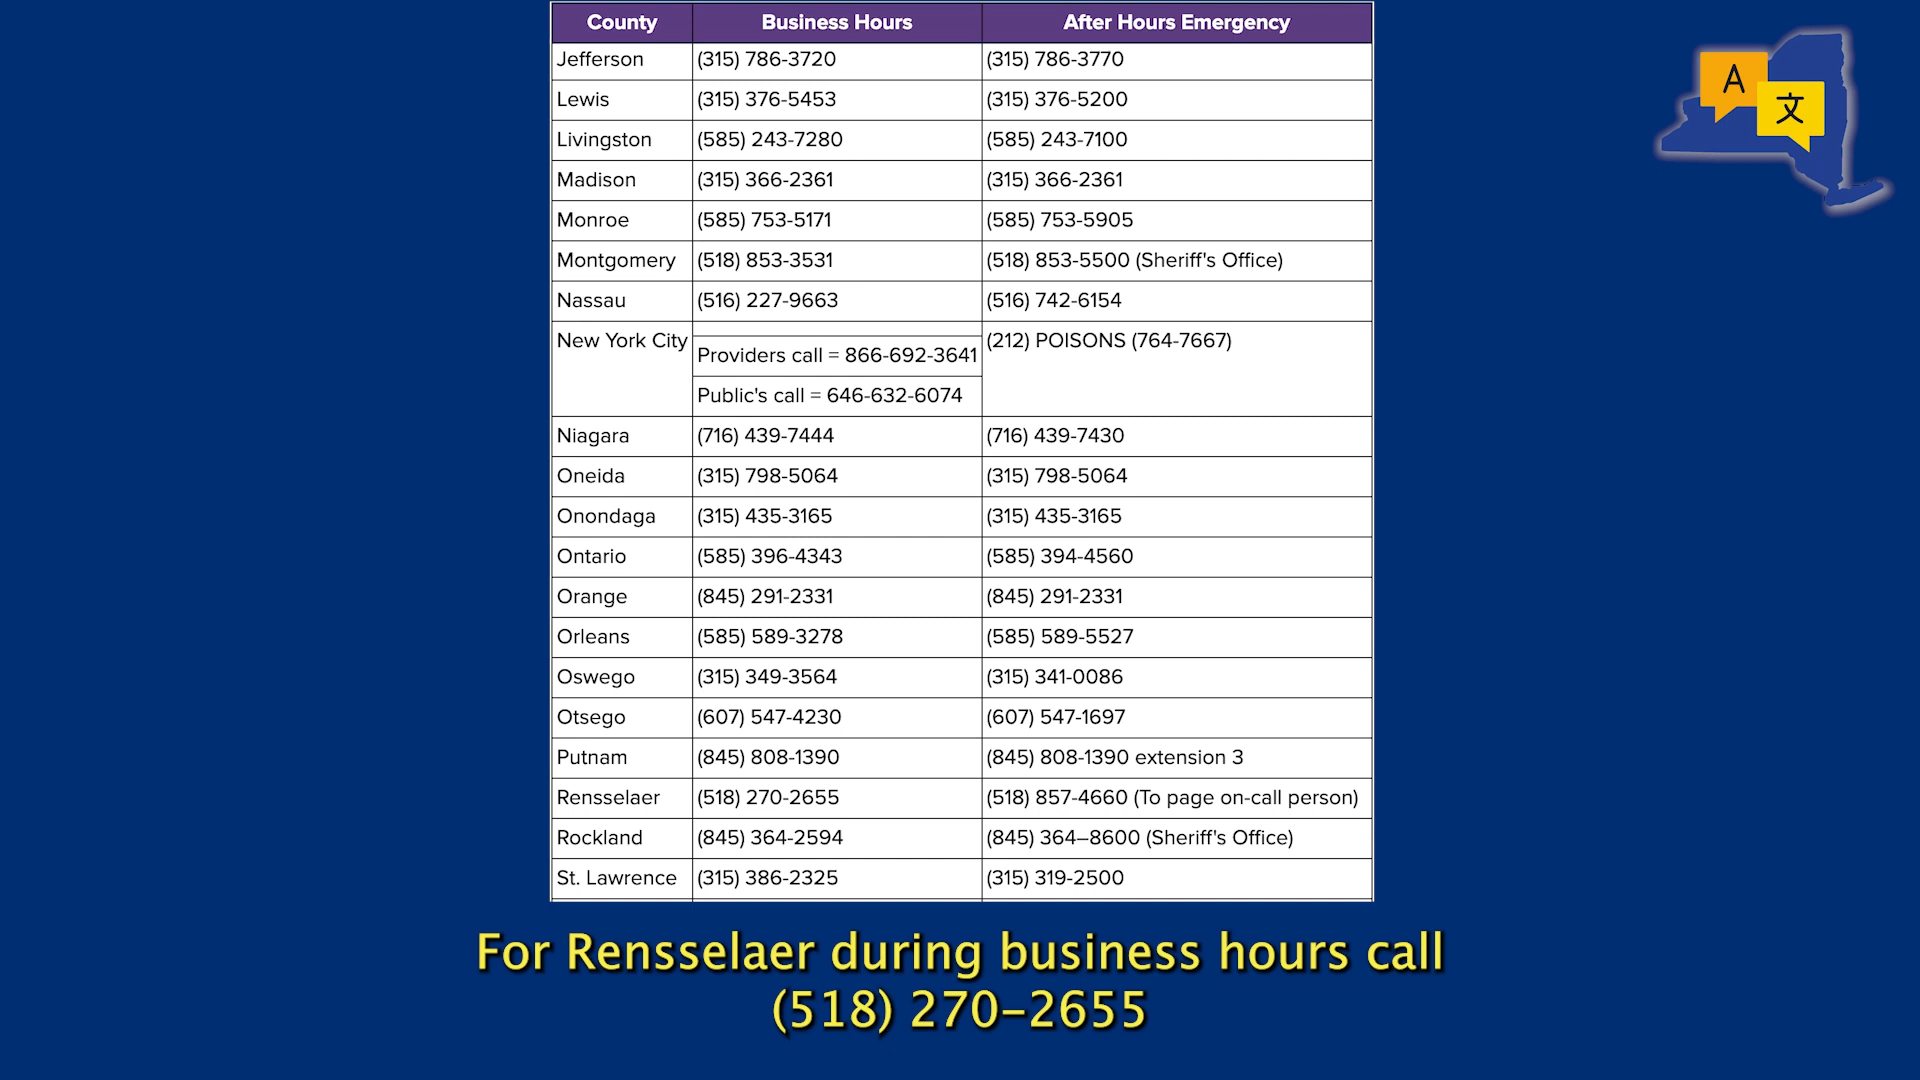 County Business Hours After Hours Emergency
Jefferson (315) 786-3720 (315) 786-3770
Lewis (315) 376-5453 (315) 376-5200
Livingston (585) 243-7280 (585) 243-7100
Madison (315) 366-2361 (315) 366-2361
Monroe (585) 753-5171 (585) 753-5905
Montgomery (518) 853-3531 (518) 853-5500 (Sheriff's Office)
Nassau (516) 227-9663 (516) 742-6154
New York City (212) POISONS (764-7667)
Providers call = 866-692-3641
Public's call = 646-632-6074
Niagara (716) 439-7444 (716) 439-7430
Oneida (315) 798-5064 (315) 798-5064
Onondaga (315) 435-3165 (315) 435-3165
Ontario (585) 396-4343 (585) 394-4560
Orange (845) 291-2331 (845) 291-2331
Orleans (585) 589-3278 (585) 589-5527
Oswego (315) 349-3564 (315) 341-0086
Otsego (607) 547-4230 (607) 547-1697
Putnam (845) 808-1390 (845) 808-1390 extension 3
Rensselaer (518) 270-2655 (518) 857-4660 (To page on-call person)
Rockland (845) 364-2594 (845) 364–8600 (Sheriff's Office)
St. Lawrence (315) 386-2325 (315) 319-2500
A
文
For Rensselaer during business hours call
(518) 270-2655